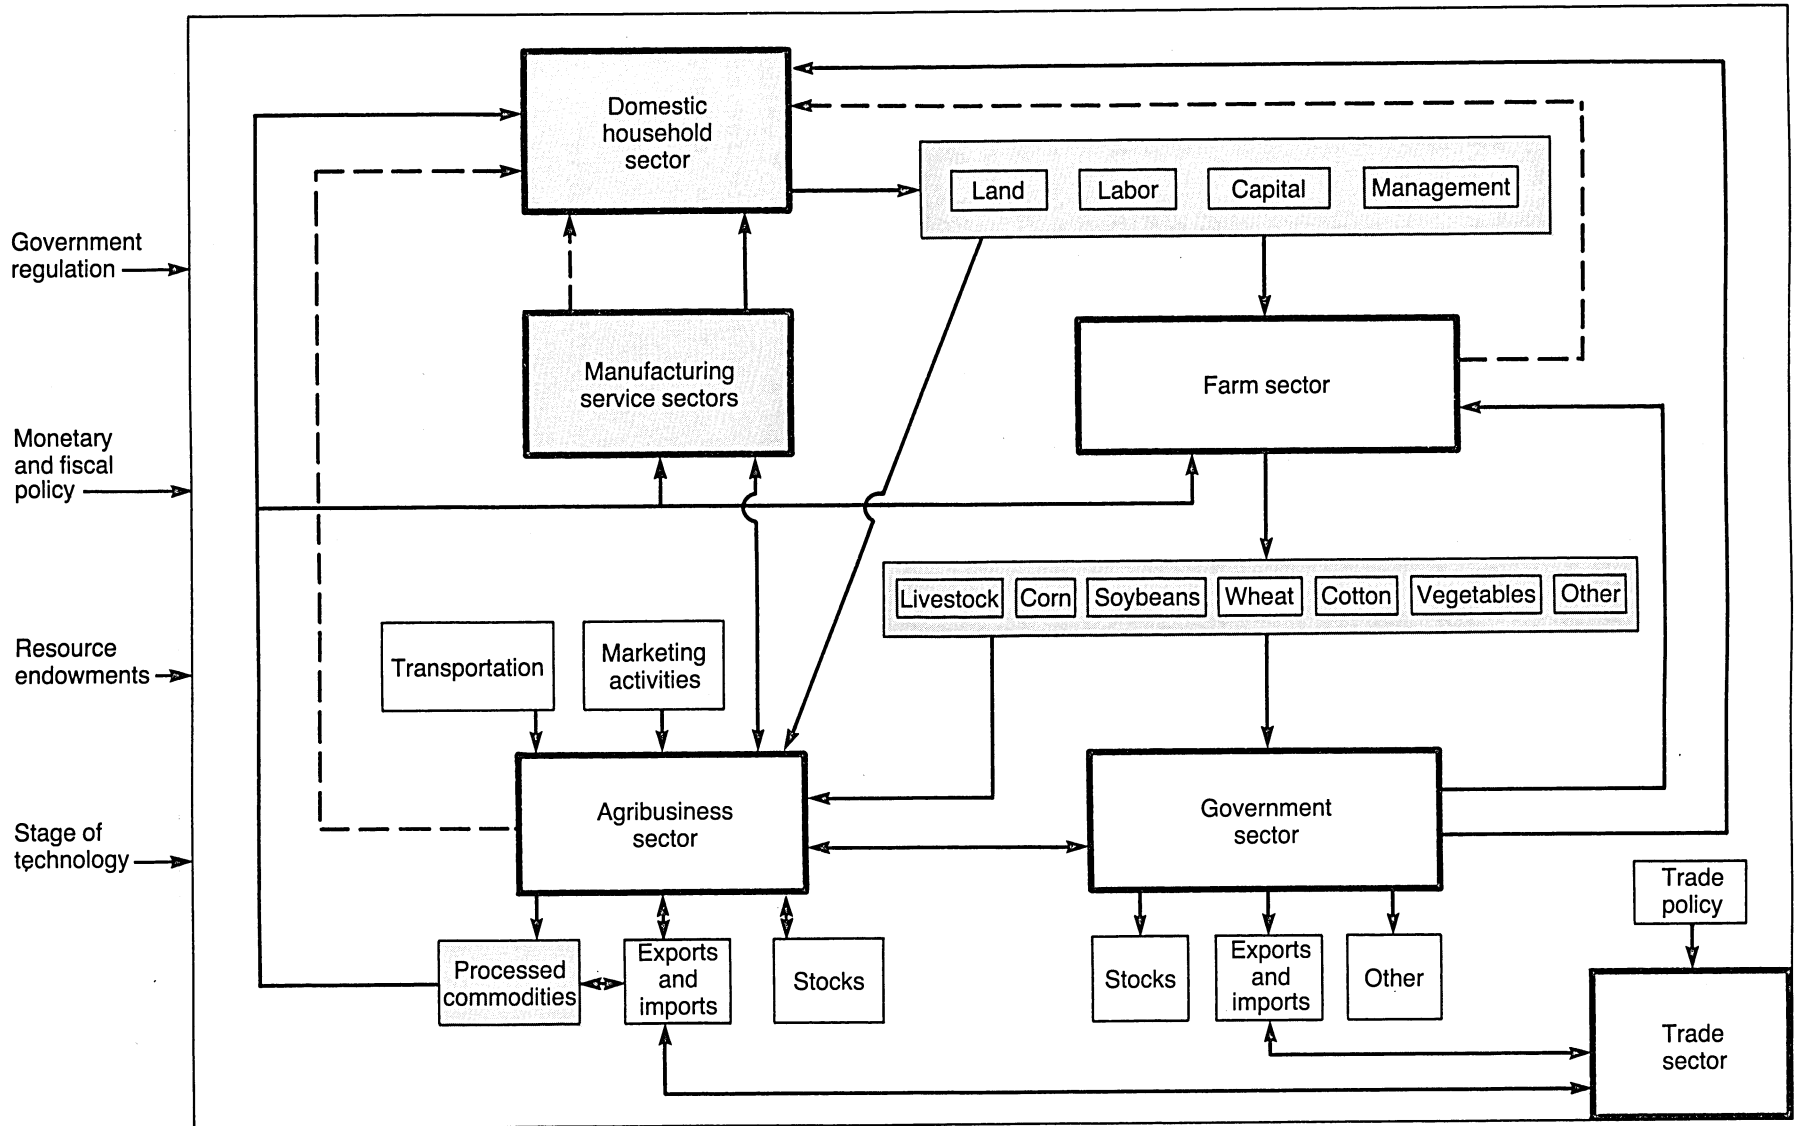 Domestic
household
sector
Land
Labor
Capital
Management
Government
regulation
Manufacturing
service sectors
Farm sector
Monetary
and fiscal
policy
Livestock
Corn
Soybeans
Wheat
Cotton
Vegetables
Other
Resource
endowments
Transportation
Marketing
activities
Stage of
technology
Agribusiness
sector
Government
sector
Trade
policy
Processed
commodities
Exports
and
imports
Stocks
Stocks
Exports
and
imports
Other
Trade
sector